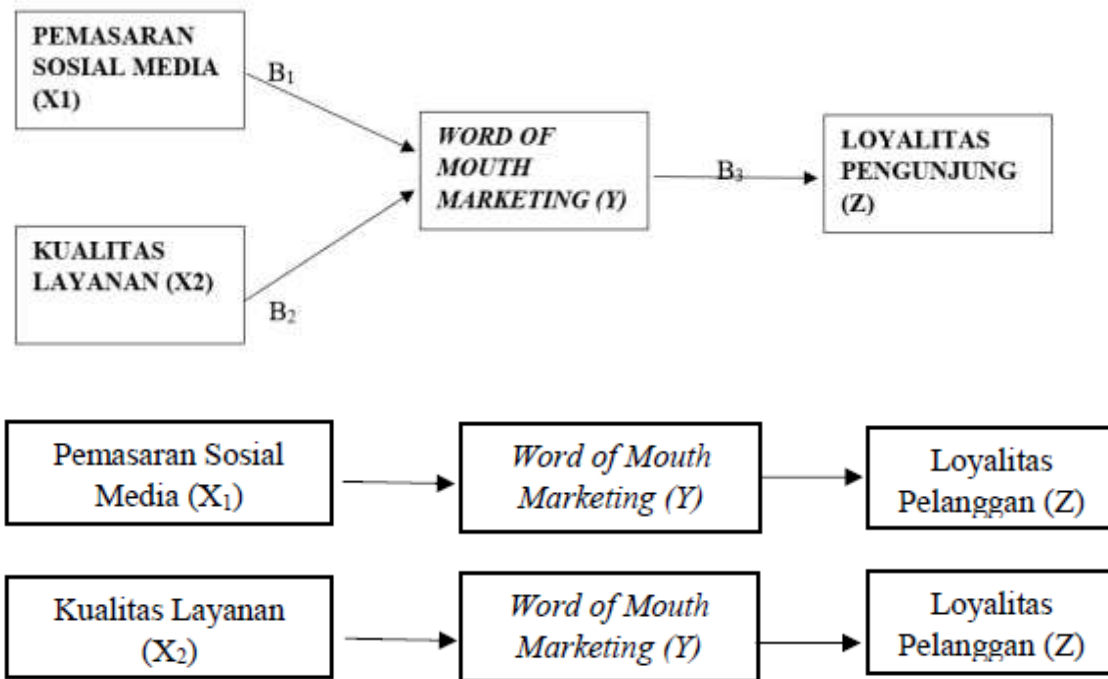 PEMASARAN
SOSIAL MEDIA
(X1)
B₁
WORD OF
MOUTH
MARKETING (Y)
B₃
LOYALITAS
PENGUNJUNG
(Z)
KUALITAS
LAYANAN (X2)
B₂
Pemasaran Sosial
Media (X₁)
Word of Mouth
Marketing (Y)
Loyalitas
Pelanggan (Z)
Kualitas Layanan
(X₂)
Word of Mouth
Marketing (Y)
Loyalitas
Pelanggan (Z)